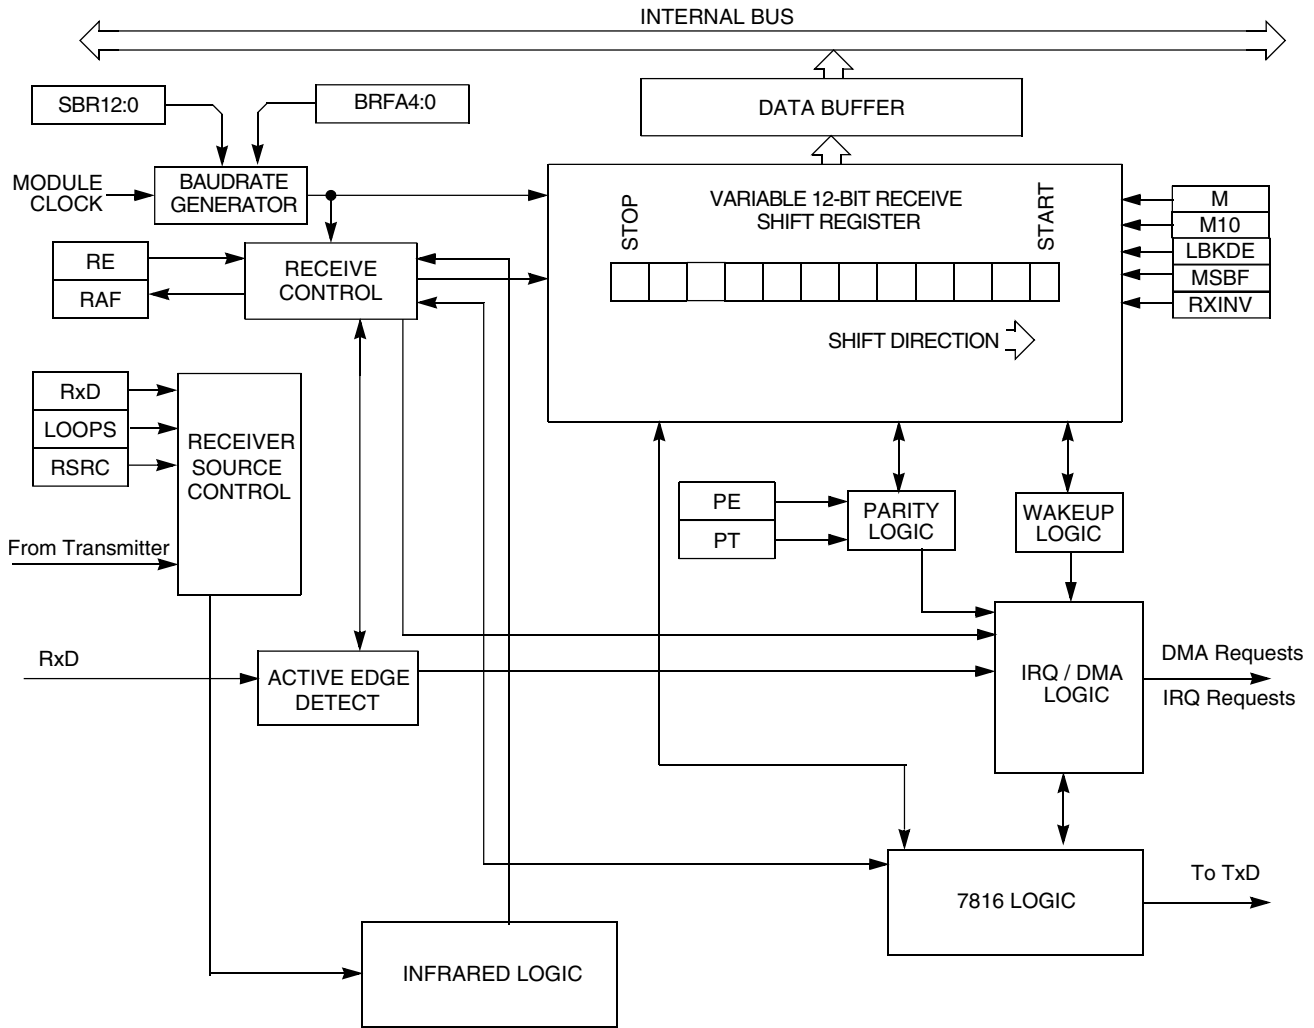 INTERNAL BUS
SBR12:0
BRFA4:0
DATA BUFFER
MODULE
CLOCK
BAUDRATE
GENERATOR
VARIABLE 12-BIT RECEIVE
SHIFT REGISTER
STOP
START
M
M10
LBKDE
MSBF
RXINV
RE
RAF
RECEIVE
CONTROL
SHIFT DIRECTION
RxD
LOOPS
RSRC
RECEIVER
SOURCE
CONTROL
PE
PT
PARITY
LOGIC
WAKEUP
LOGIC
From Transmitter
RxD
ACTIVE EDGE
DETECT
IRQ / DMA
LOGIC
DMA Requests
IRQ Requests
7816 LOGIC
To TxD
INFRARED LOGIC